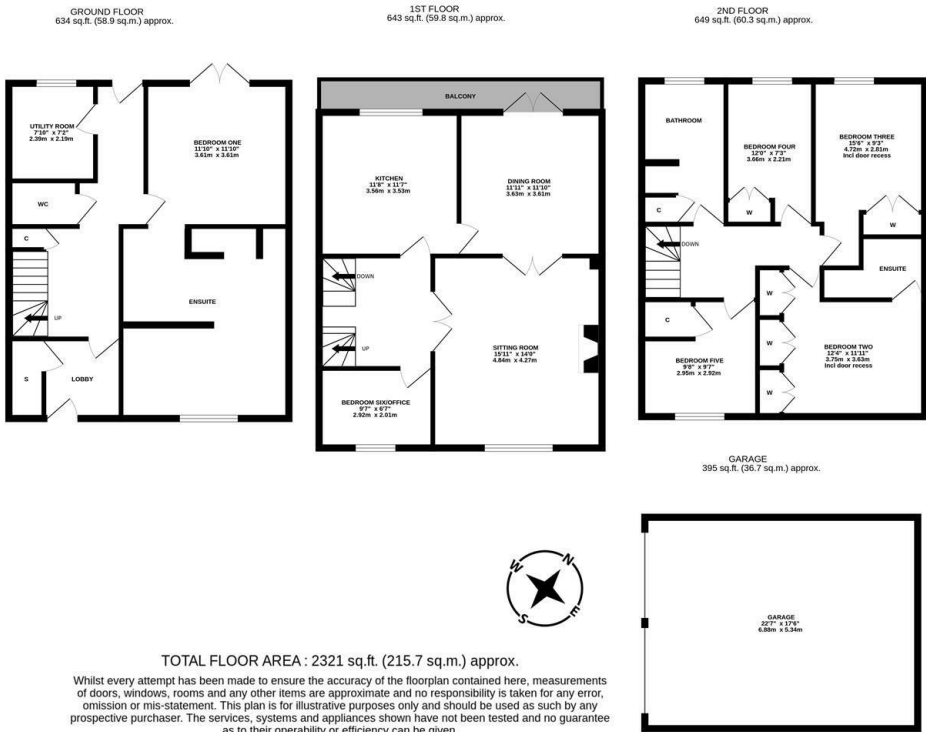 GROUND FLOOR
634 sq.ft. (58.9 sq.m.) approx.
1ST FLOOR
643 sq.ft. (59.8 sq.m.) approx.
2ND FLOOR
649 sq.ft. (60.3 sq.m.) approx.
UTILITY ROOM
7'10" x 7'2"
2.39m x 2.19m
BEDROOM ONE
11'10" x 11'10"
3.61m x 3.61m
WC
C
UP
ENSUITE
S
LOBBY
BALCONY
KITCHEN
11'8" x 11'7"
3.56m x 3.53m
DINING ROOM
11'11" x 11'10"
3.63m x 3.61m
DOWN
UP
SITTING ROOM
15'11" x 14'0"
4.84m x 4.27m
BEDROOM SIX/OFFICE
9'7" x 6'7"
2.92m x 2.01m
BATHROOM
BEDROOM FOUR
12'0" x 7'3"
3.66m x 2.21m
BEDROOM THREE
15'6" x 9'3"
4.72m x 2.81m
Incl door recess
C
W
W
DOWN
ENSUITE
W
C
W
BEDROOM TWO
12'4" x 11'11"
3.75m x 3.63m
Incl door recess
BEDROOM FIVE
9'8" x 9'7"
2.95m x 2.92m
W
GARAGE
395 sq.ft. (36.7 sq.m.) approx.
GARAGE
22'7" x 17'6"
6.88m x 5.34m
W
N
S
E
TOTAL FLOOR AREA : 2321 sq.ft. (215.7 sq.m.) approx.
Whilst every attempt has been made to ensure the accuracy of the floorplan contained here, measurements
of doors, windows, rooms and any other items are approximate and no responsibility is taken for any error,
omission or mis-statement. This plan is for illustrative purposes only and should be used as such by any
prospective purchaser. The services, systems and appliances shown have not been tested and no guarantee
as to their operability or efficiency can be given